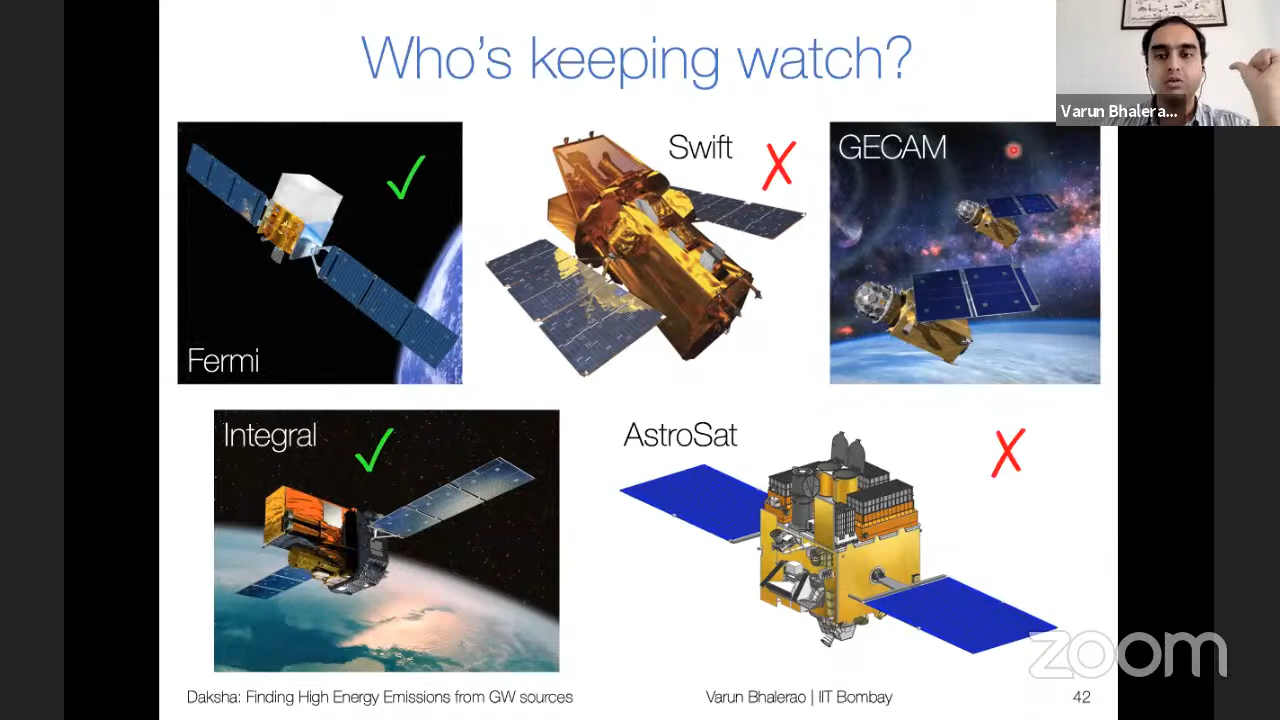 Who's keeping watch?
Varun Bhalera...
Swift
GECAM
Fermi
Integral
AstroSat
zoom
Daksha: Finding High Energy Emissions from GW sources
Varun Bhalerao | IIT Bombay
42